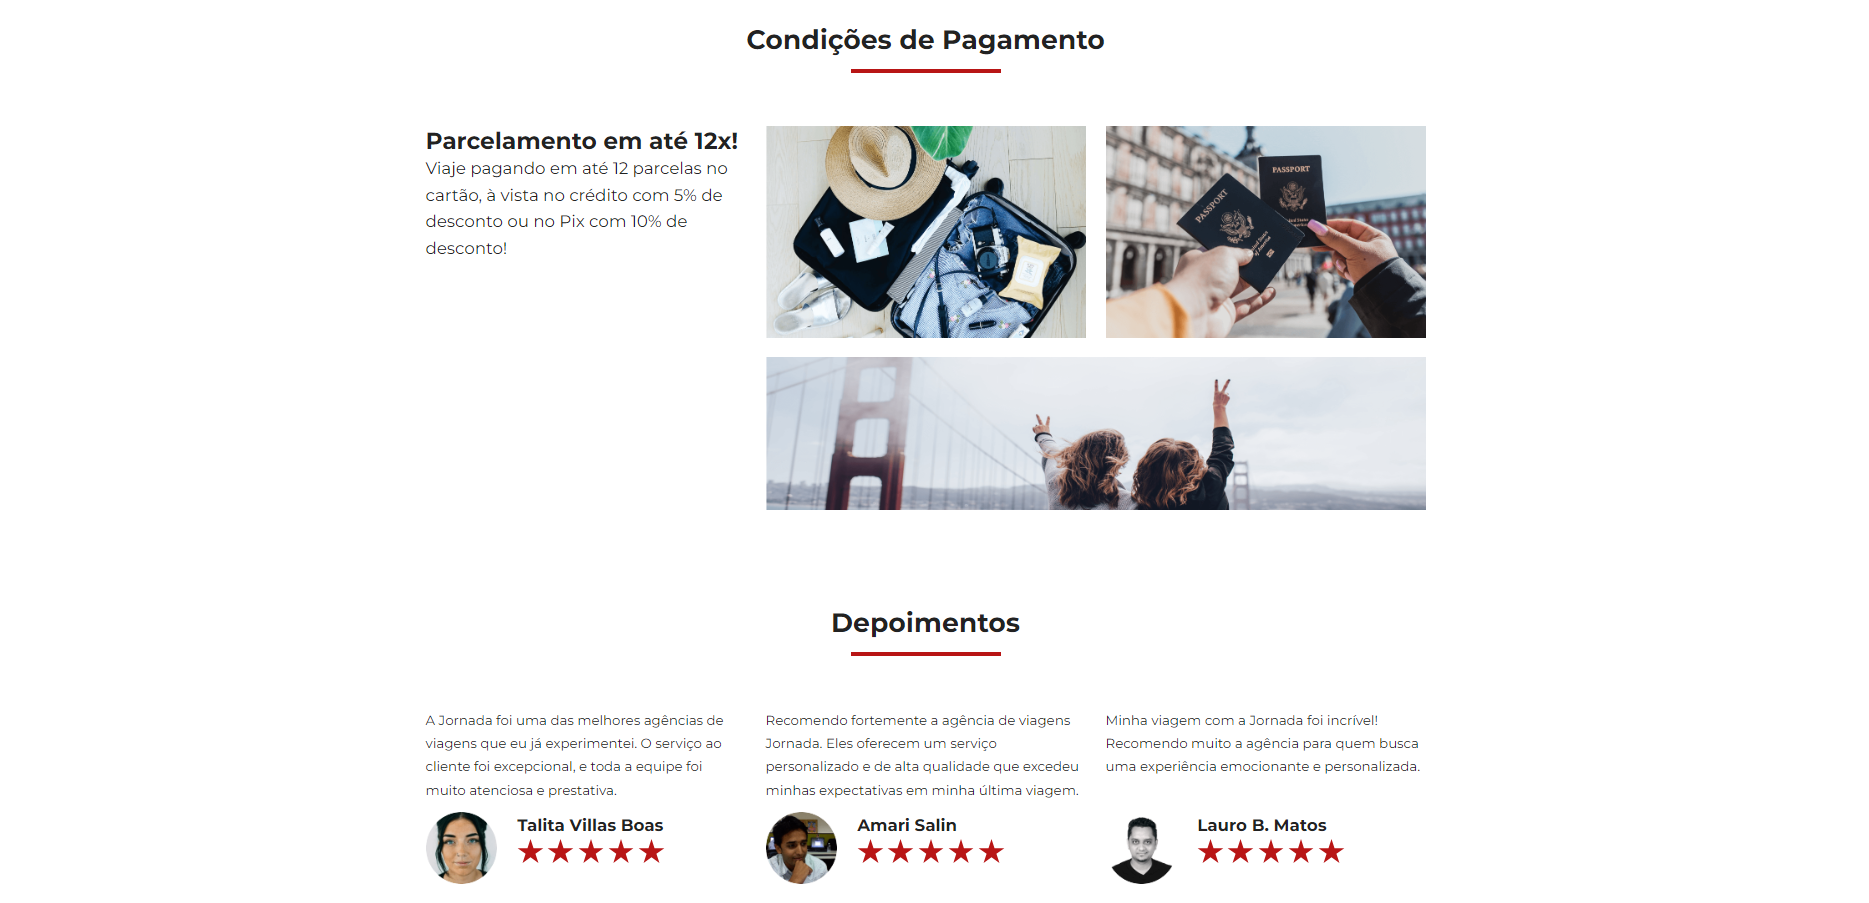 Condições de Pagamento
Parcelamento em até 12x!
Viaje pagando em até 12 parcelas no
cartão, à vista no crédito com 5% de
desconto ou no Pix com 10% de
desconto!
PASSPORT
PASSPORT
United States
of America
Depoimentos
A Jornada foi uma das melhores agências de
viagens que eu já experimentei. O serviço ao
cliente foi excepcional, e toda a equipe foi
muito atenciosa e prestativa.
Talita Villas Boas
Recomendo fortemente a agência de viagens
Jornada. Eles oferecem um serviço
personalizado e de alta qualidade que excedeu
minhas expectativas em minha última viagem.
Amari Salin
Minha viagem com a Jornada foi incrível!
Recomendo muito a agência para quem busca
uma experiência emocionante e personalizada.
Lauro B. Matos